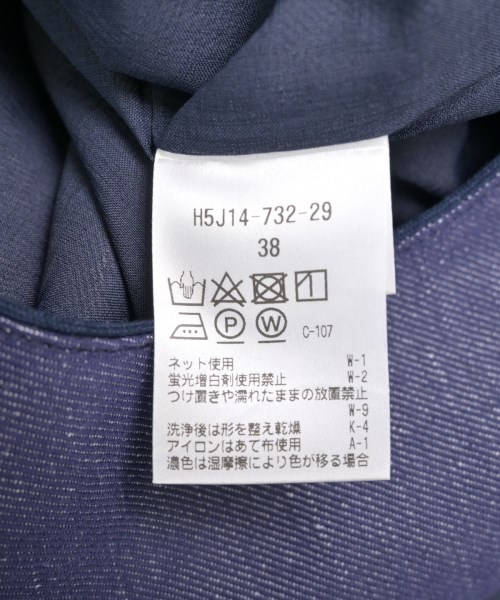 H5J14-732-29
38
P W C-107
ネット使用 W-1
蛍光増白剤使用禁止 W-2
つけ置きや濡れたままの放置禁止
W-9
洗浄後は形を整え乾燥 K-4
アイロンはあて布使用 A-1
濃色は湿摩擦により色が移る場合